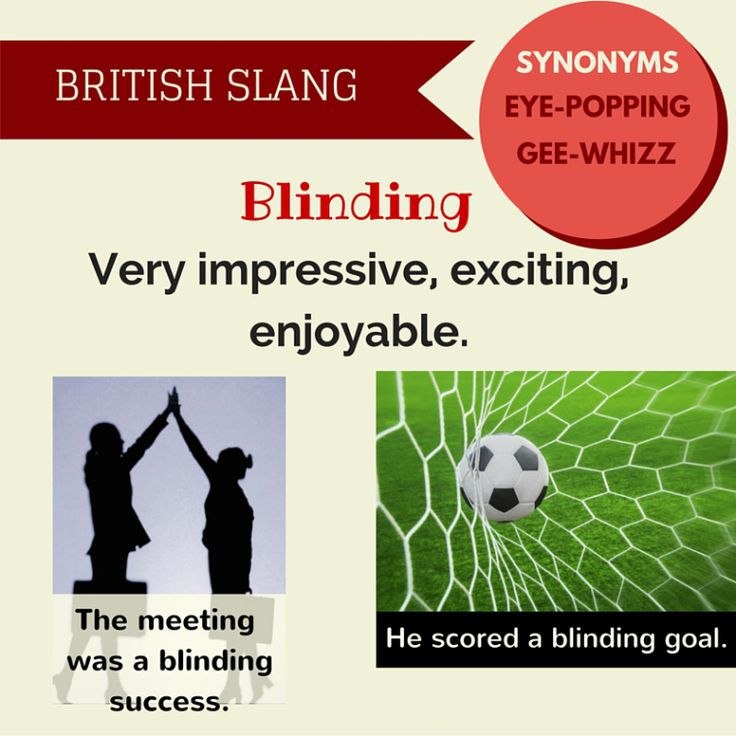 BRITISH SLANG
SYNONYMS
EYE-POPPING
GEE-WHIZZ
Blinding
Very impressive, exciting,
enjoyable.
The meeting
was a blinding
success.
He scored a blinding goal.